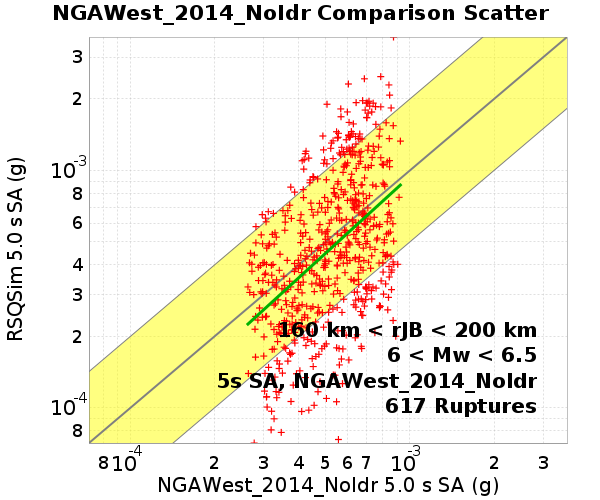 NGAWest_2014_NoIdr Comparison Scatter
RSQSim 5.0 s SA (g)
3
2
10-3
8
6
4
3
2
10-4
8
160 km < rJB < 200 km
6 < Mw < 6.5
5s SA, NGAWest_2014_NoIdr
617 Ruptures
8 10-4 2 3 4 5 6 7 10-3 2 3
NGAWest_2014_NoIdr 5.0 s SA (g)